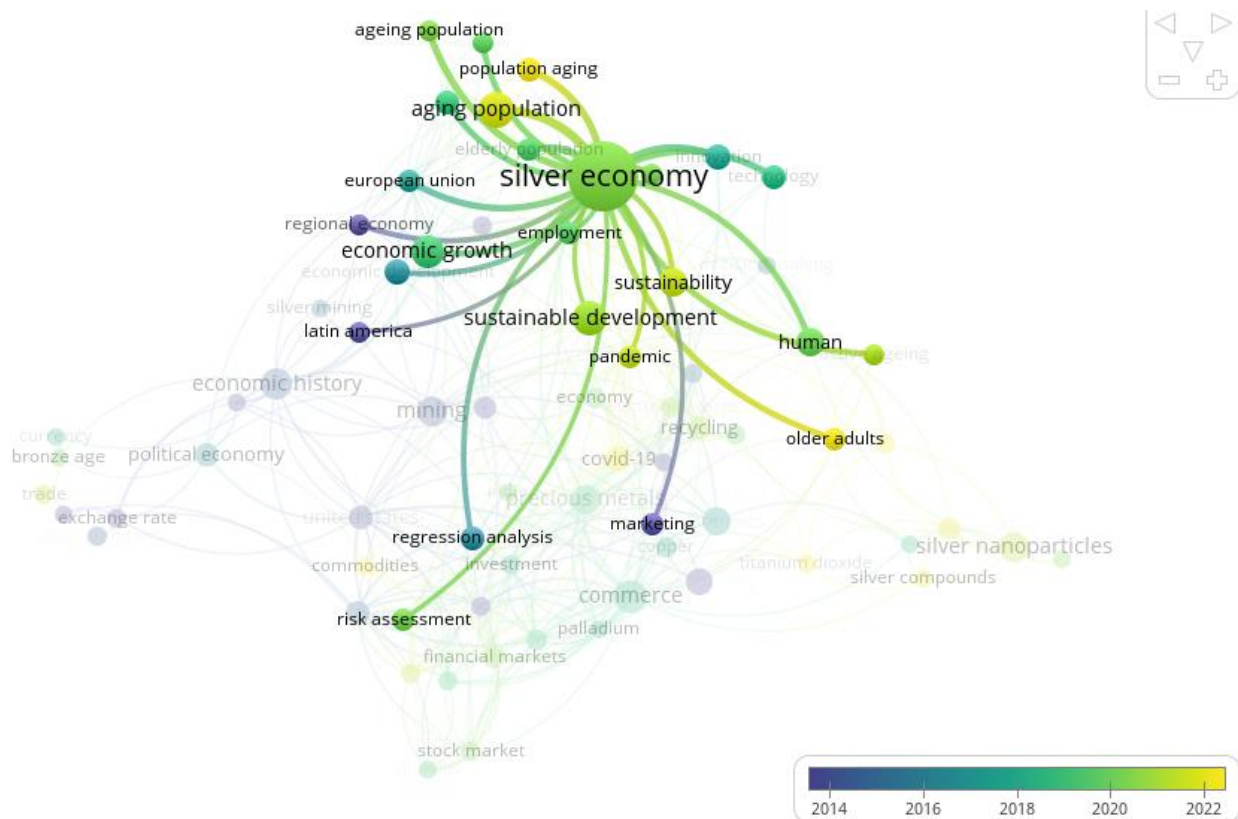 ageing population
population aging
aging population
elderly population
innovation
silver economy
technology
european union
regional economy
employment
economic growth
economic development
sustainability
silver mining
sustainable development
latin america
human
pandemic
economic history
economy
mining
recycling
older adults
currency
bronze age
political economy
covid-19
trade
precious metals
exchange rate
united states
marketing
regression analysis
copper
silver nanoparticles
commodities
investment
titanium dioxide
silver compounds
commerce
risk assessment
palladium
financial markets
stock market
2014 2016 2018 2020 2022